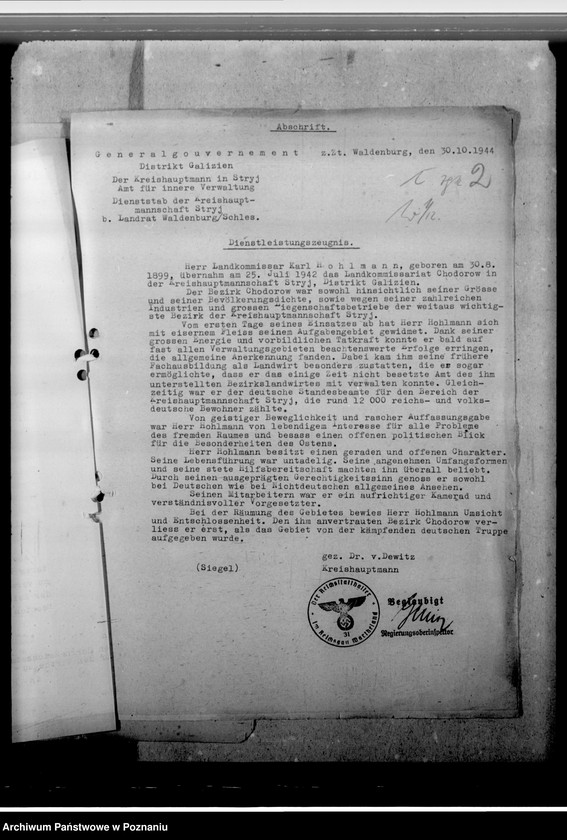 Abschrift.
Generalgouvernement z.Zt. Waldenburg, den 30.10.1944
Distrikt Galizien
Der Kreishauptmann in Stryj
Amt für innere Verwaltung
Dienststab der Kreishaupt-
mannschaft Stryj
b. Landrat Waldenburg/Schles.
2
Dienstleistungszeugnis.
Herr Landkommissar Karl Hohlmann, geboren am 30.8.
1899, übernahm am 25. Juli 1942 das Landkommissariat Chodorow in
der Kreishauptmannschaft Stryj, Distrikt Galizien.
Der Bezirk Chodorow war sowohl hinsichtlich seiner Grösse
und seiner Bevölkerungsdichte, sowie wegen seiner zahlreichen
Industrien und grossen Liegenschaftsbetriebe der weitaus wichtig-
ste Bezirk der Kreishauptmannschaft Stryj.
Vom ersten Tage seines Einsatzes ab hat Herr Hohlmann sich
mit eisernem Fleiss seinem Aufgabengebiet gewidmet. Dank seiner
grossen Energie und vorbildlichen Tatkraft konnte er bald auf
fast allen Verwaltungsgebieten beachtenswerte Erfolge erringen,
die allgemeine Anerkennung fanden. Dabei kam ihm seine frühere
Fachausbildung als Landwirt besonders zustatten, die es sogar
ermöglichte, dass er das einige Zeit nicht besetzte Amt des ihm
unterstellten Bezirkslandwirtes mit verwalten konnte. Gleich-
zeitig war er der deutsche Standesbeamte für den Bereich der
Kreishauptmannschaft Stryj, die rund 12 000 reichs- und volks-
deutsche Bewohner zählte.
Von geistiger Beweglichkeit und rascher Auffassungsgabe
war Herr Hohlmann von lebendigem Interesse für alle Probleme
des fremden Raumes und besass einen offenen politischen Blick
für die Besonderheiten des Ostens.
Herr Hohlmann besitzt einen geraden und offenen Charakter.
Seine Lebensführung war untadelig. Seine angenehmen Umgangsformen
und seine stete Hilfsbereitschaft machten ihn überall beliebt.
Durch seinen ausgeprägten Gerechtigkeitssinn genoss er sowohl
bei Deutschen wie bei Nichtdeutschen allgemeines Ansehen.
Seinen Mitarbeitern war er ein aufrichtiger Kamerad und
verständnisvoller Vorgesetzter.
Bei der Räumung des Gebietes bewies Herr Hohlmann Umsicht
und Entschlossenheit. Den ihm anvertrauten Bezirk Chodorow ver-
liess er erst, als das Gebiet von der kämpfenden deutschen Truppe
aufgegeben wurde.
gez. Dr. v.Dewitz
(Siegel) Kreishauptmann
Der Reichsstatthalter
im Reichsgau Wartheland
31
Beglaubigt
Regierungsoberinspektor
Archiwum Państwowe w Poznaniu